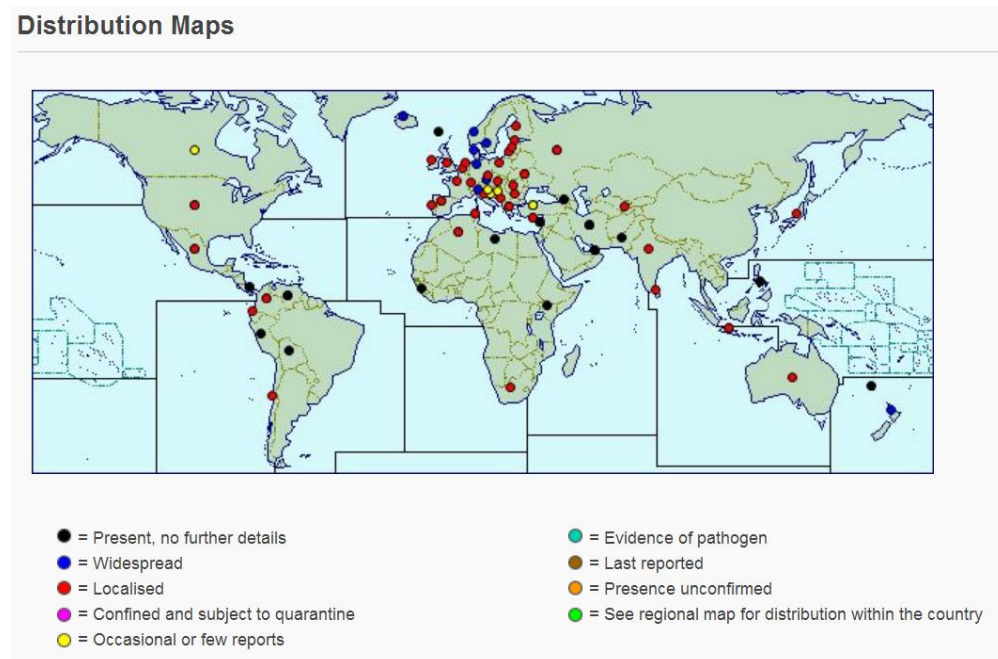 Distribution Maps
= Present, no further details
= Widespread
= Localised
= Confined and subject to quarantine
= Occasional or few reports
= Evidence of pathogen
= Last reported
= Presence unconfirmed
= See regional map for distribution within the country